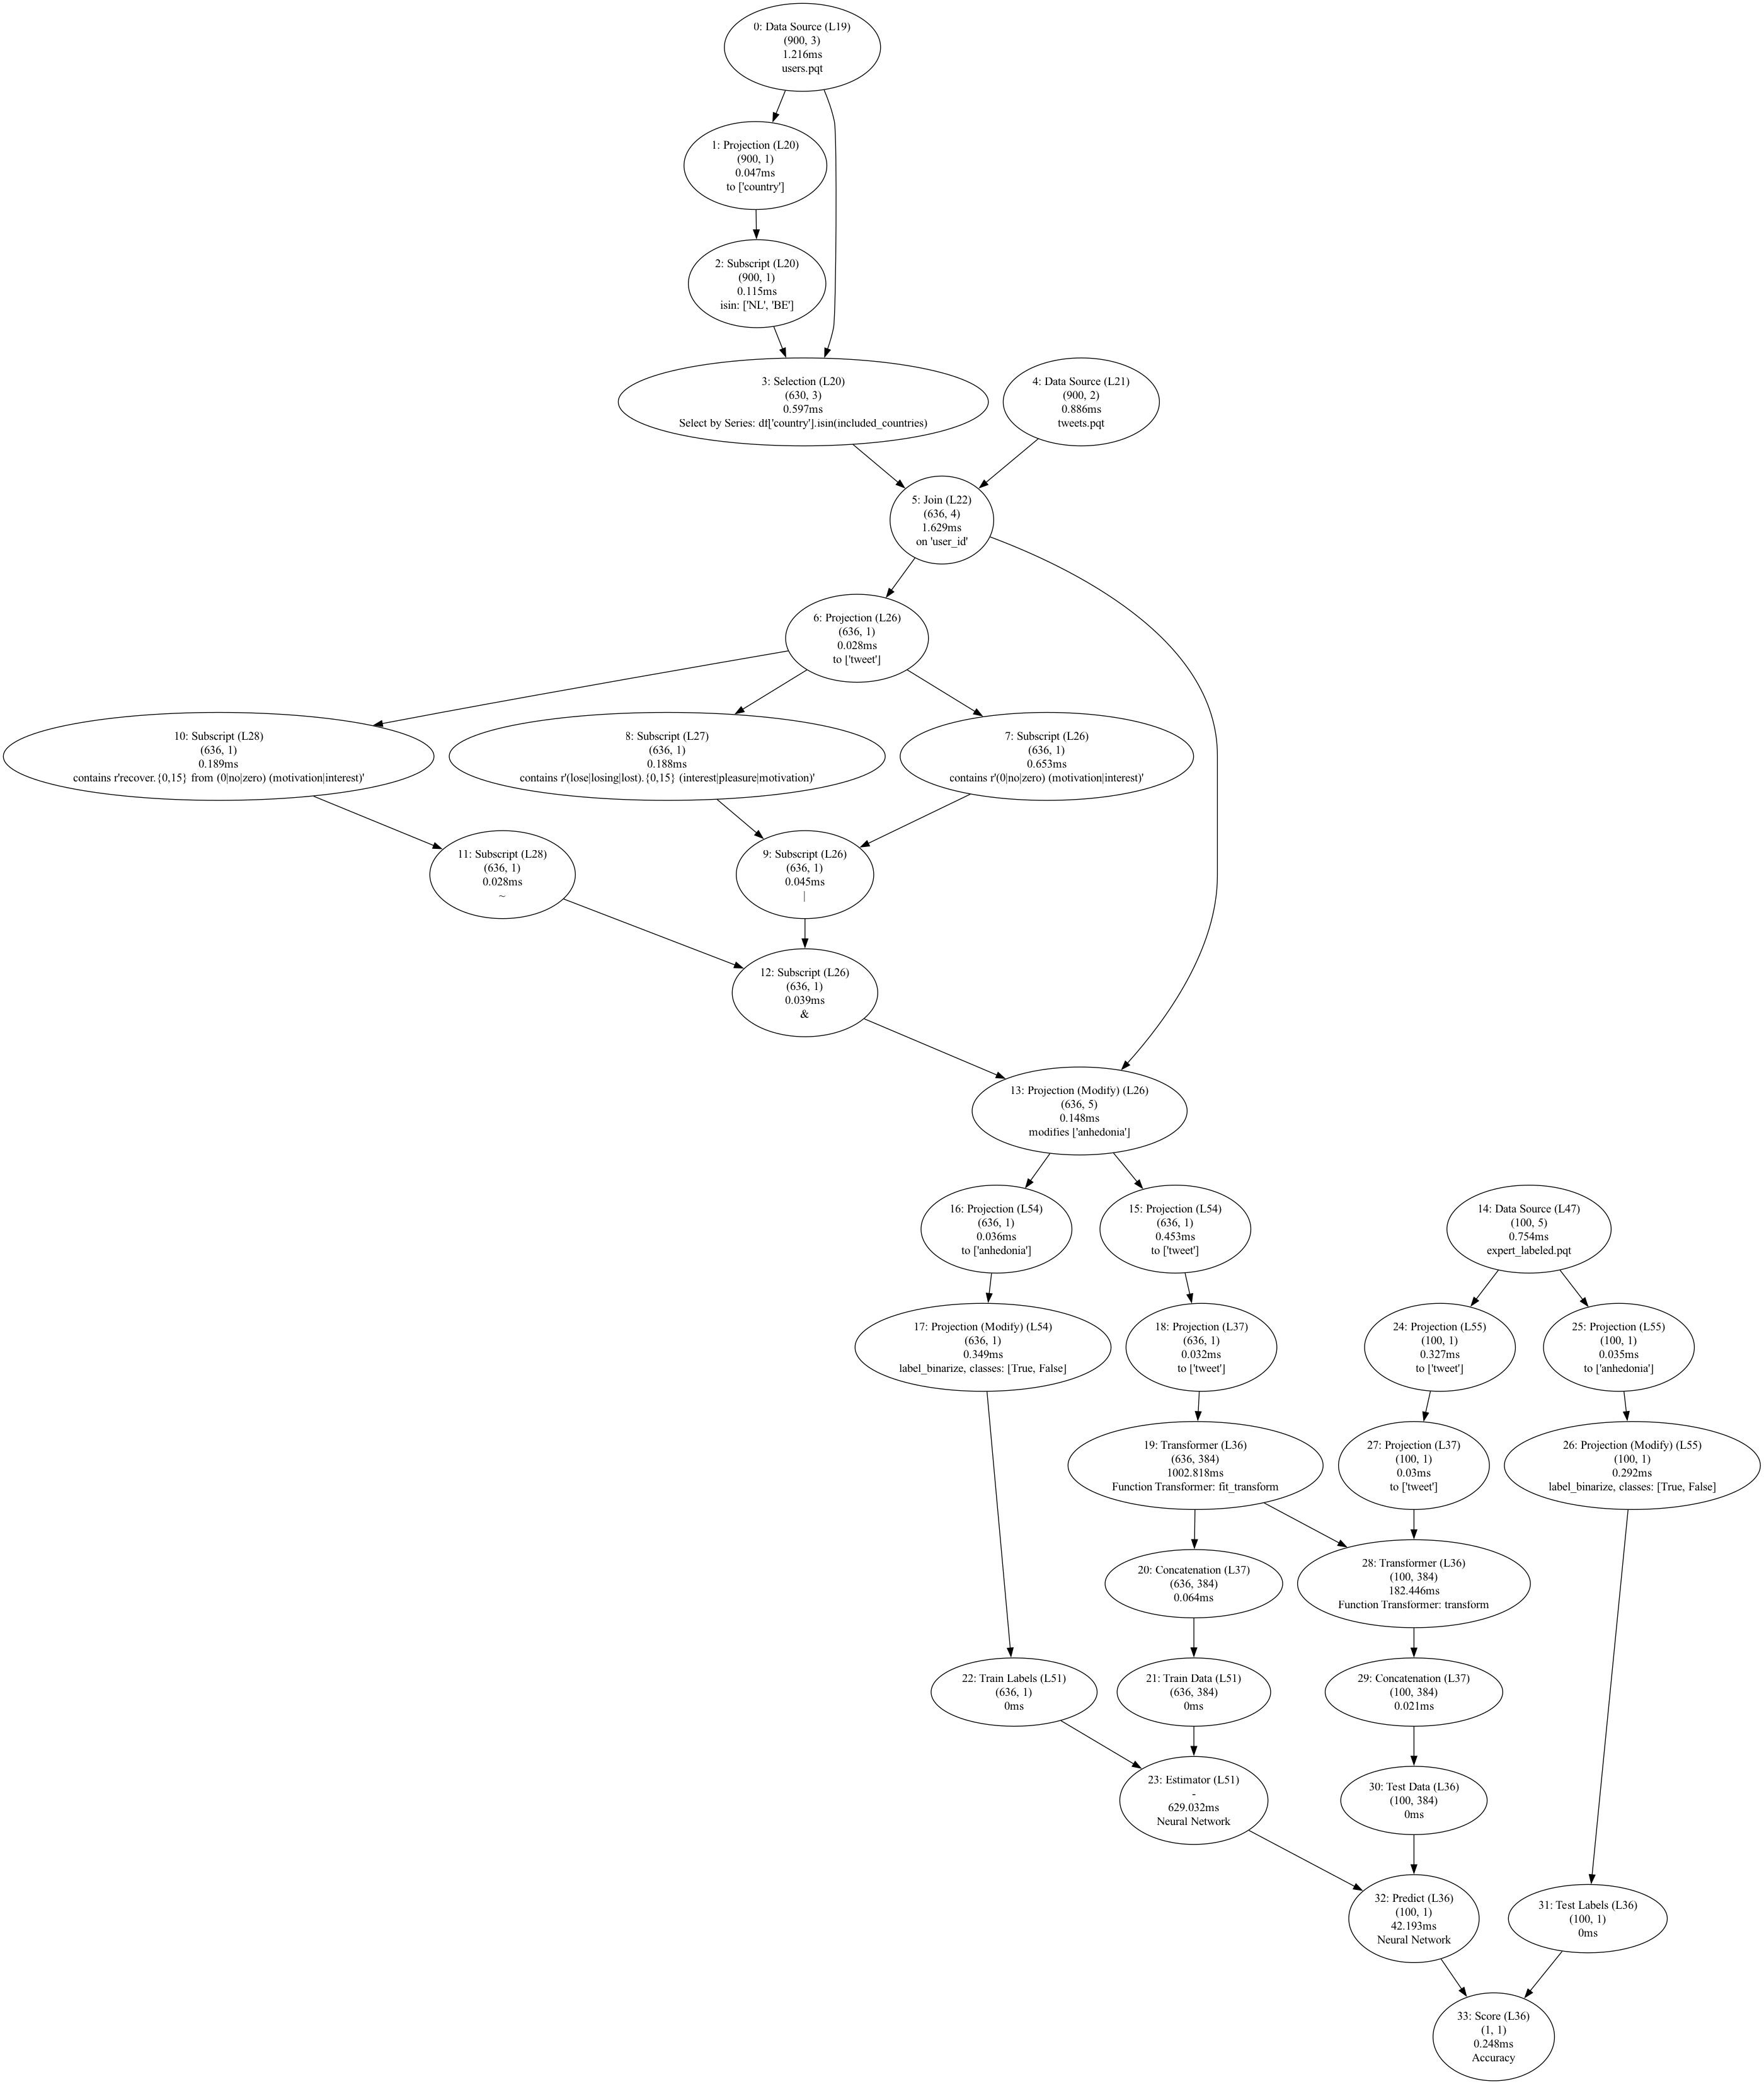 0: Data Source (L19)
(900, 3)
1.216ms
users.pqt
1: Projection (L20)
(900, 1)
0.047ms
to ['country']
2: Subscript (L20)
(900, 1)
0.115ms
isin: ['NL', 'BE']
3: Selection (L20)
(630, 3)
0.597ms
Select by Series: df['country'].isin(included_countries)
4: Data Source (L21)
(900, 2)
0.886ms
tweets.pqt
5: Join (L22)
(636, 4)
1.629ms
on 'user_id'
6: Projection (L26)
(636, 1)
0.028ms
to ['tweet']
10: Subscript (L28)
(636, 1)
0.189ms
contains r'recover.{0,15} from (0|no|zero) (motivation|interest)'
8: Subscript (L27)
(636, 1)
0.188ms
contains r'(lose|losing|lost).{0,15} (interest|pleasure|motivation)'
7: Subscript (L26)
(636, 1)
0.653ms
contains r'(0|no|zero) (motivation|interest)'
11: Subscript (L28)
(636, 1)
0.028ms
~
9: Subscript (L26)
(636, 1)
0.045ms
|
12: Subscript (L26)
(636, 1)
0.039ms
&
13: Projection (Modify) (L26)
(636, 5)
0.148ms
modifies ['anhedonia']
16: Projection (L54)
(636, 1)
0.036ms
to ['anhedonia']
15: Projection (L54)
(636, 1)
0.453ms
to ['tweet']
14: Data Source (L47)
(100, 5)
0.754ms
expert_labeled.pqt
17: Projection (Modify) (L54)
(636, 1)
0.349ms
label_binarize, classes: [True, False]
18: Projection (L37)
(636, 1)
0.032ms
to ['tweet']
24: Projection (L55)
(100, 1)
0.327ms
to ['tweet']
25: Projection (L55)
(100, 1)
0.035ms
to ['anhedonia']
19: Transformer (L36)
(636, 384)
1002.818ms
Function Transformer: fit_transform
27: Projection (L37)
(100, 1)
0.03ms
to ['tweet']
26: Projection (Modify) (L55)
(100, 1)
0.292ms
label_binarize, classes: [True, False]
20: Concatenation (L37)
(636, 384)
0.064ms
28: Transformer (L36)
(100, 384)
182.446ms
Function Transformer: transform
22: Train Labels (L51)
(636, 1)
0ms
21: Train Data (L51)
(636, 384)
0ms
29: Concatenation (L37)
(100, 384)
0.021ms
23: Estimator (L51)
-
629.032ms
Neural Network
30: Test Data (L36)
(100, 384)
0ms
32: Predict (L36)
(100, 1)
42.193ms
Neural Network
31: Test Labels (L36)
(100, 1)
0ms
33: Score (L36)
(1, 1)
0.248ms
Accuracy